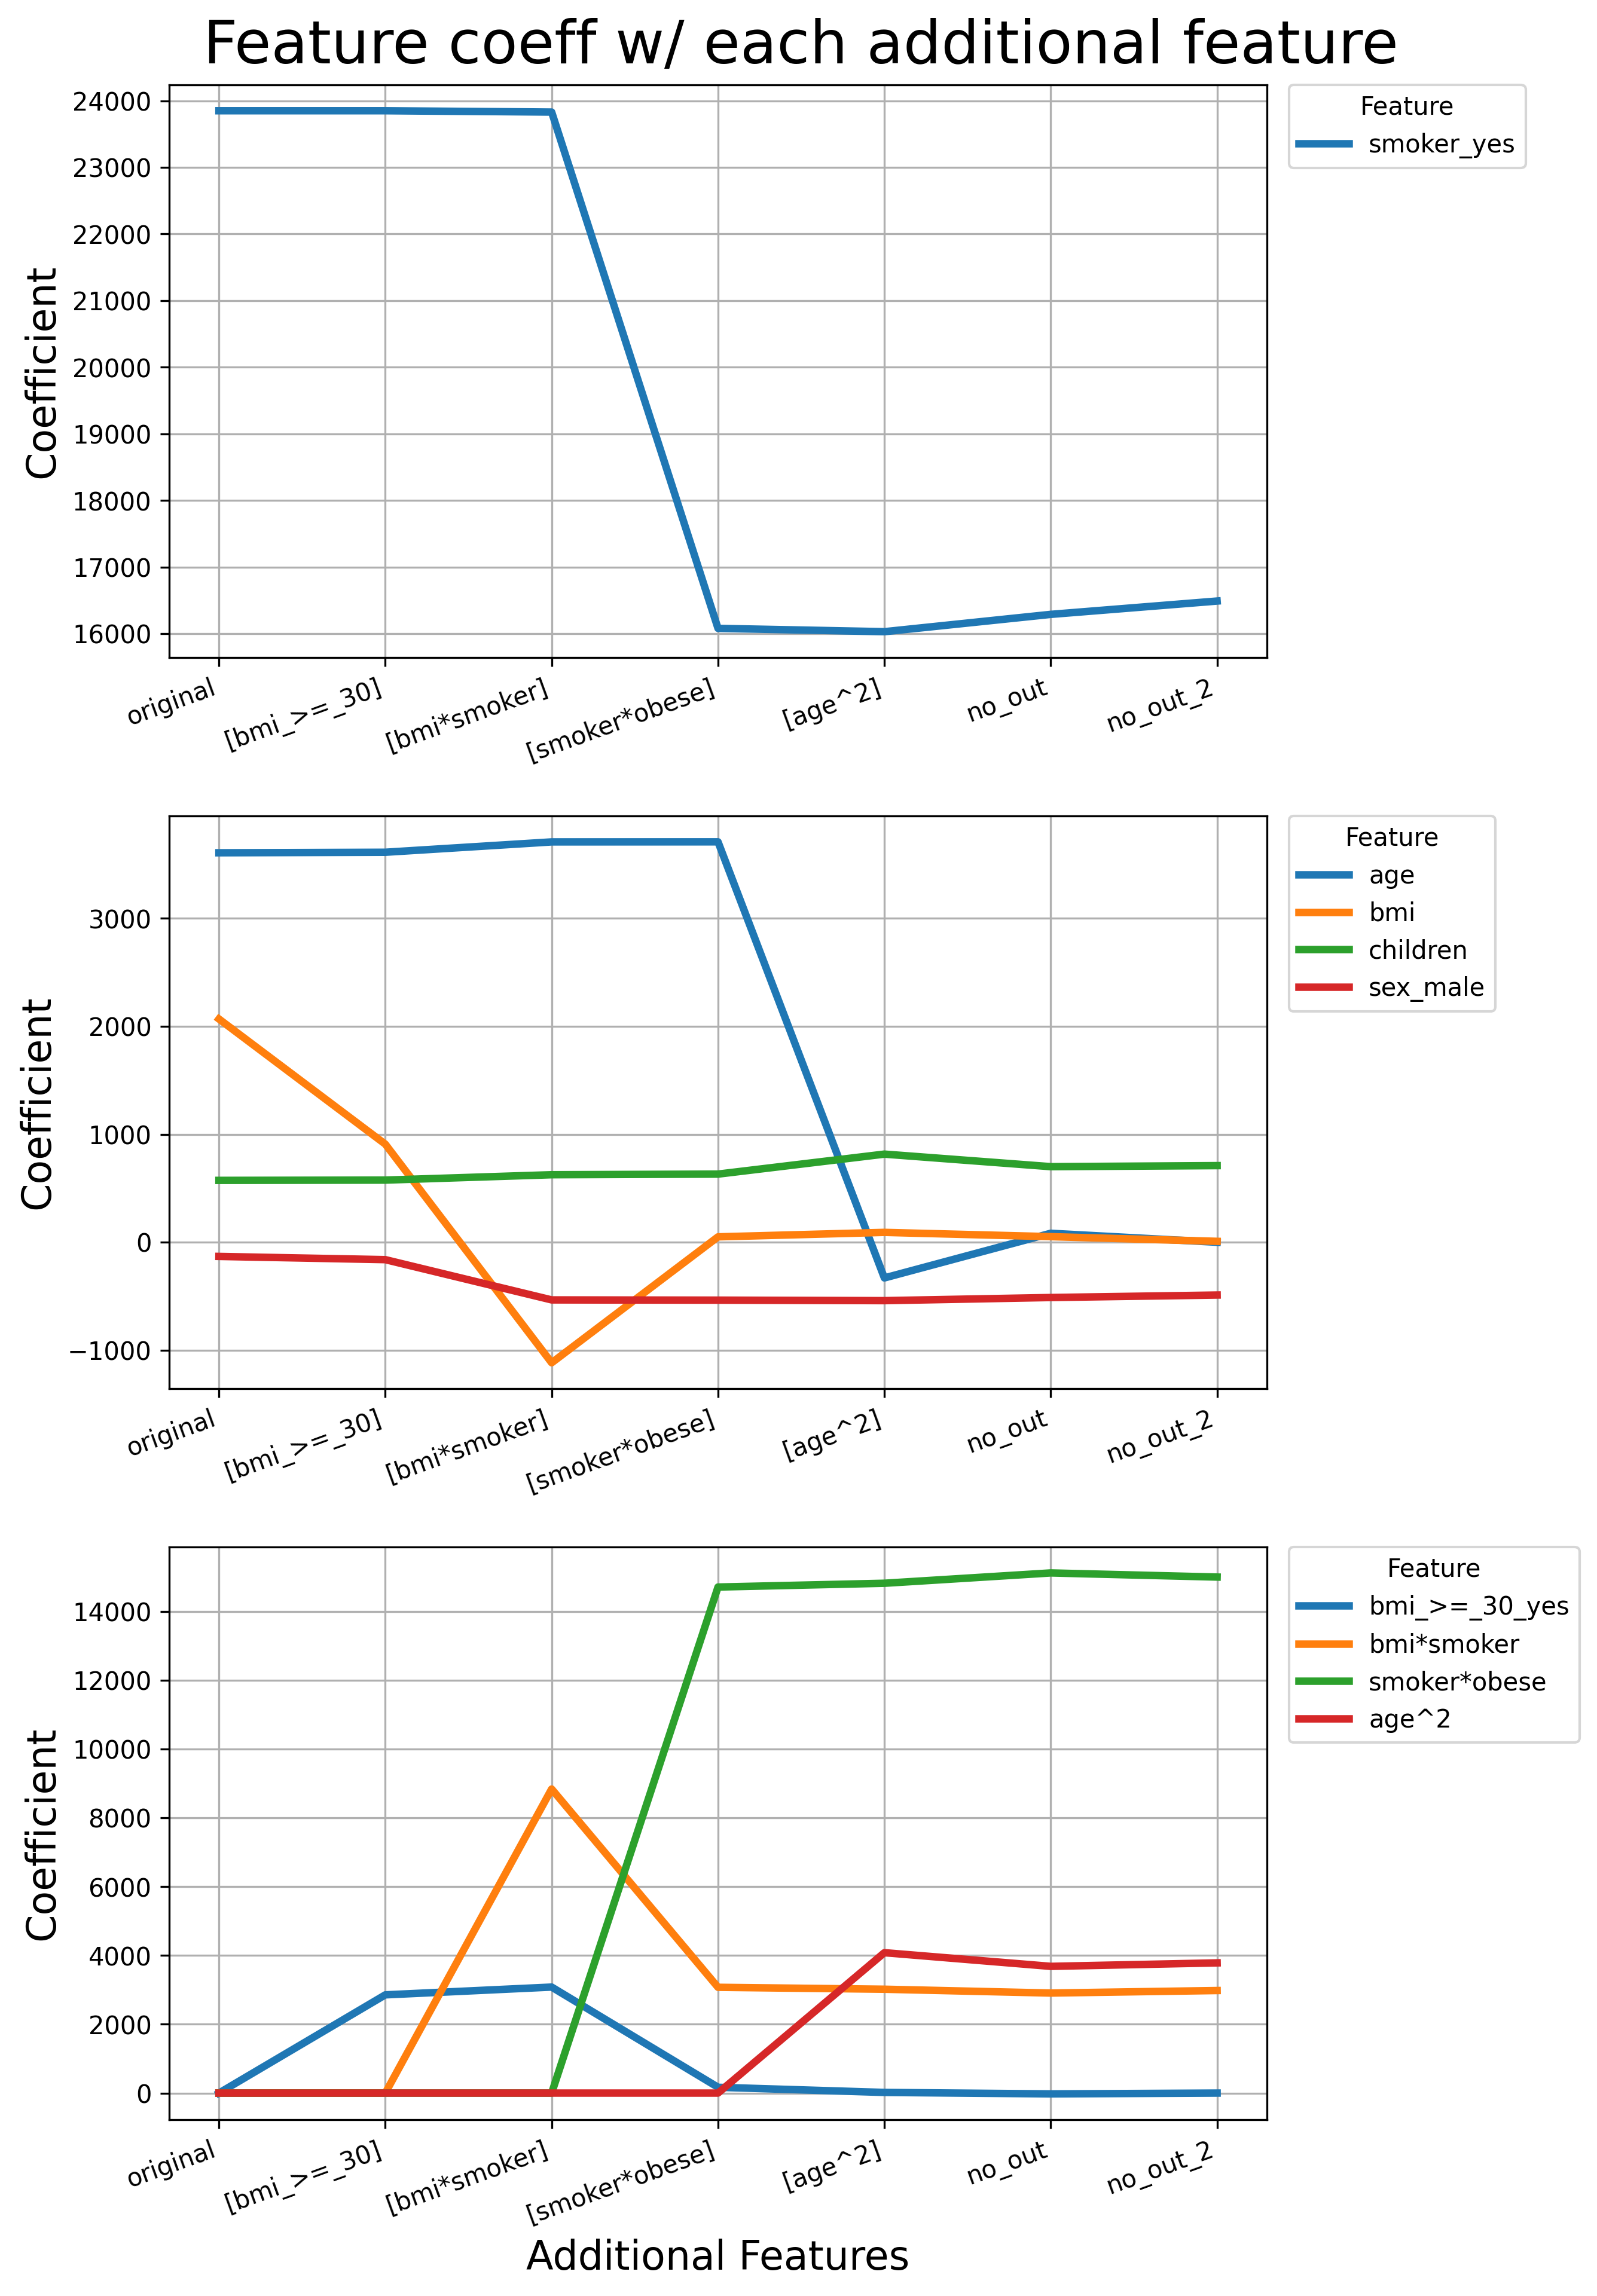 Feature coeff w/ each additional feature
Coefficient
24000
23000
22000
21000
20000
19000
18000
17000
16000
original
[bmi_>=_30]
[bmi*smoker]
[smoker*obese]
[age^2]
no_out
no_out_2
Feature
smoker_yes
Coefficient
3000
2000
1000
0
−1000
original
[bmi_>=_30]
[bmi*smoker]
[smoker*obese]
[age^2]
no_out
no_out_2
Feature
age
bmi
children
sex_male
Coefficient
14000
12000
10000
8000
6000
4000
2000
0
original
[bmi_>=_30]
[bmi*smoker]
[smoker*obese]
[age^2]
no_out
no_out_2
Feature
bmi_>=_30_yes
bmi*smoker
smoker*obese
age^2
Additional Features